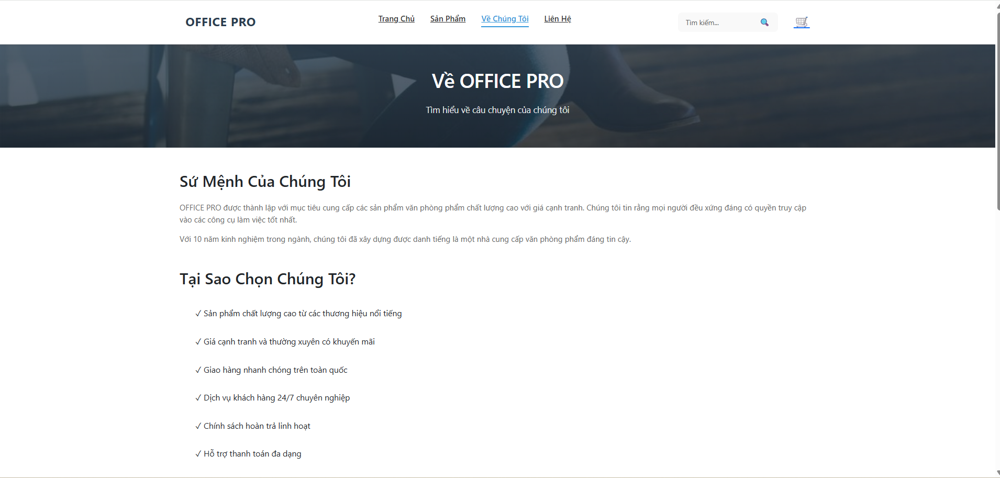 OFFICE PRO
Trang Chủ Sản Phẩm Về Chúng Tôi Liên Hệ
Tìm kiếm...
Về OFFICE PRO
Tìm hiểu về câu chuyện của chúng tôi
Sứ Mệnh Của Chúng Tôi
OFFICE PRO được thành lập với mục tiêu cung cấp các sản phẩm văn phòng phẩm chất lượng cao với giá cạnh tranh. Chúng tôi tin rằng mọi người đều xứng đáng có quyền truy cập
vào các công cụ làm việc tốt nhất.
Với 10 năm kinh nghiệm trong ngành, chúng tôi đã xây dựng được danh tiếng là một nhà cung cấp văn phòng phẩm đáng tin cậy.
Tại Sao Chọn Chúng Tôi?
✓ Sản phẩm chất lượng cao từ các thương hiệu nổi tiếng
✓ Giá cạnh tranh và thường xuyên có khuyến mãi
✓ Giao hàng nhanh chóng trên toàn quốc
✓ Dịch vụ khách hàng 24/7 chuyên nghiệp
✓ Chính sách hoàn trả linh hoạt
✓ Hỗ trợ thanh toán đa dạng